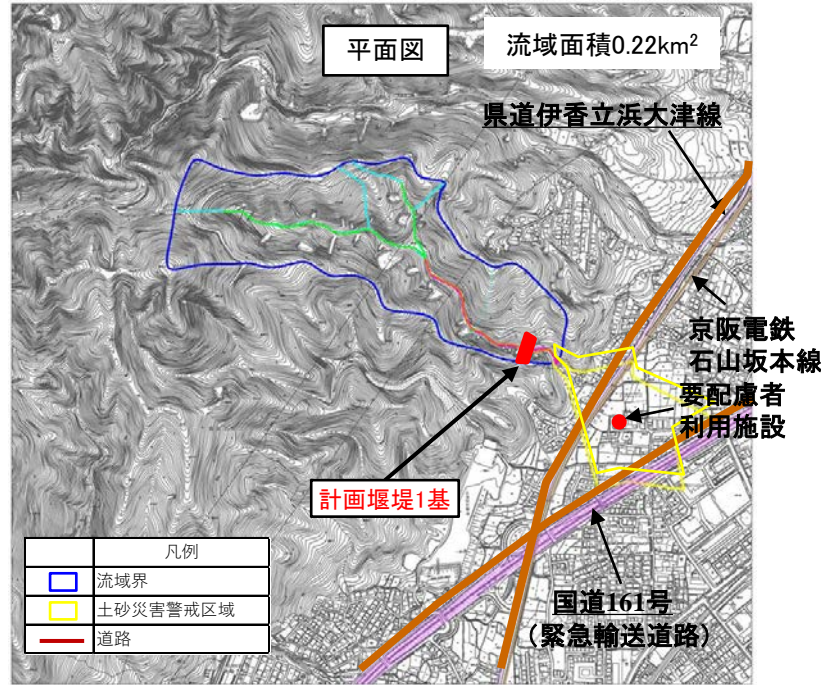 平面図
流域面積0.22km²
県道伊香立浜大津線
京阪電鉄
石山坂本線
要配慮者
利用施設
計画堰堤1基
凡例
流域界
土砂災害警戒区域
道路
国道161号
（緊急輸送道路）